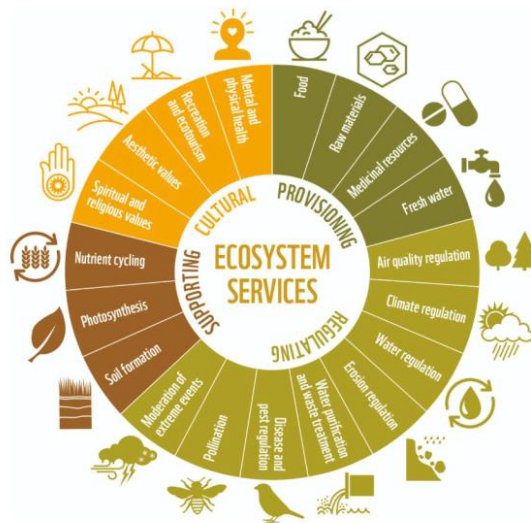 ECOSYSTEM
SERVICES
PROVISIONING
Food
Raw materials
Medicinal resources
Fresh water
REGULATING
Air quality regulation
Climate regulation
Water regulation
Erosion regulation
Water purification
and waste treatment
Disease and
pest regulation
Pollination
Moderation of
extreme events
SUPPORTING
Soil formation
Photosynthesis
Nutrient cycling
CULTURAL
Spiritual and
religious values
Aesthetic values
Recreation
and ecotourism
Mental and
physical health